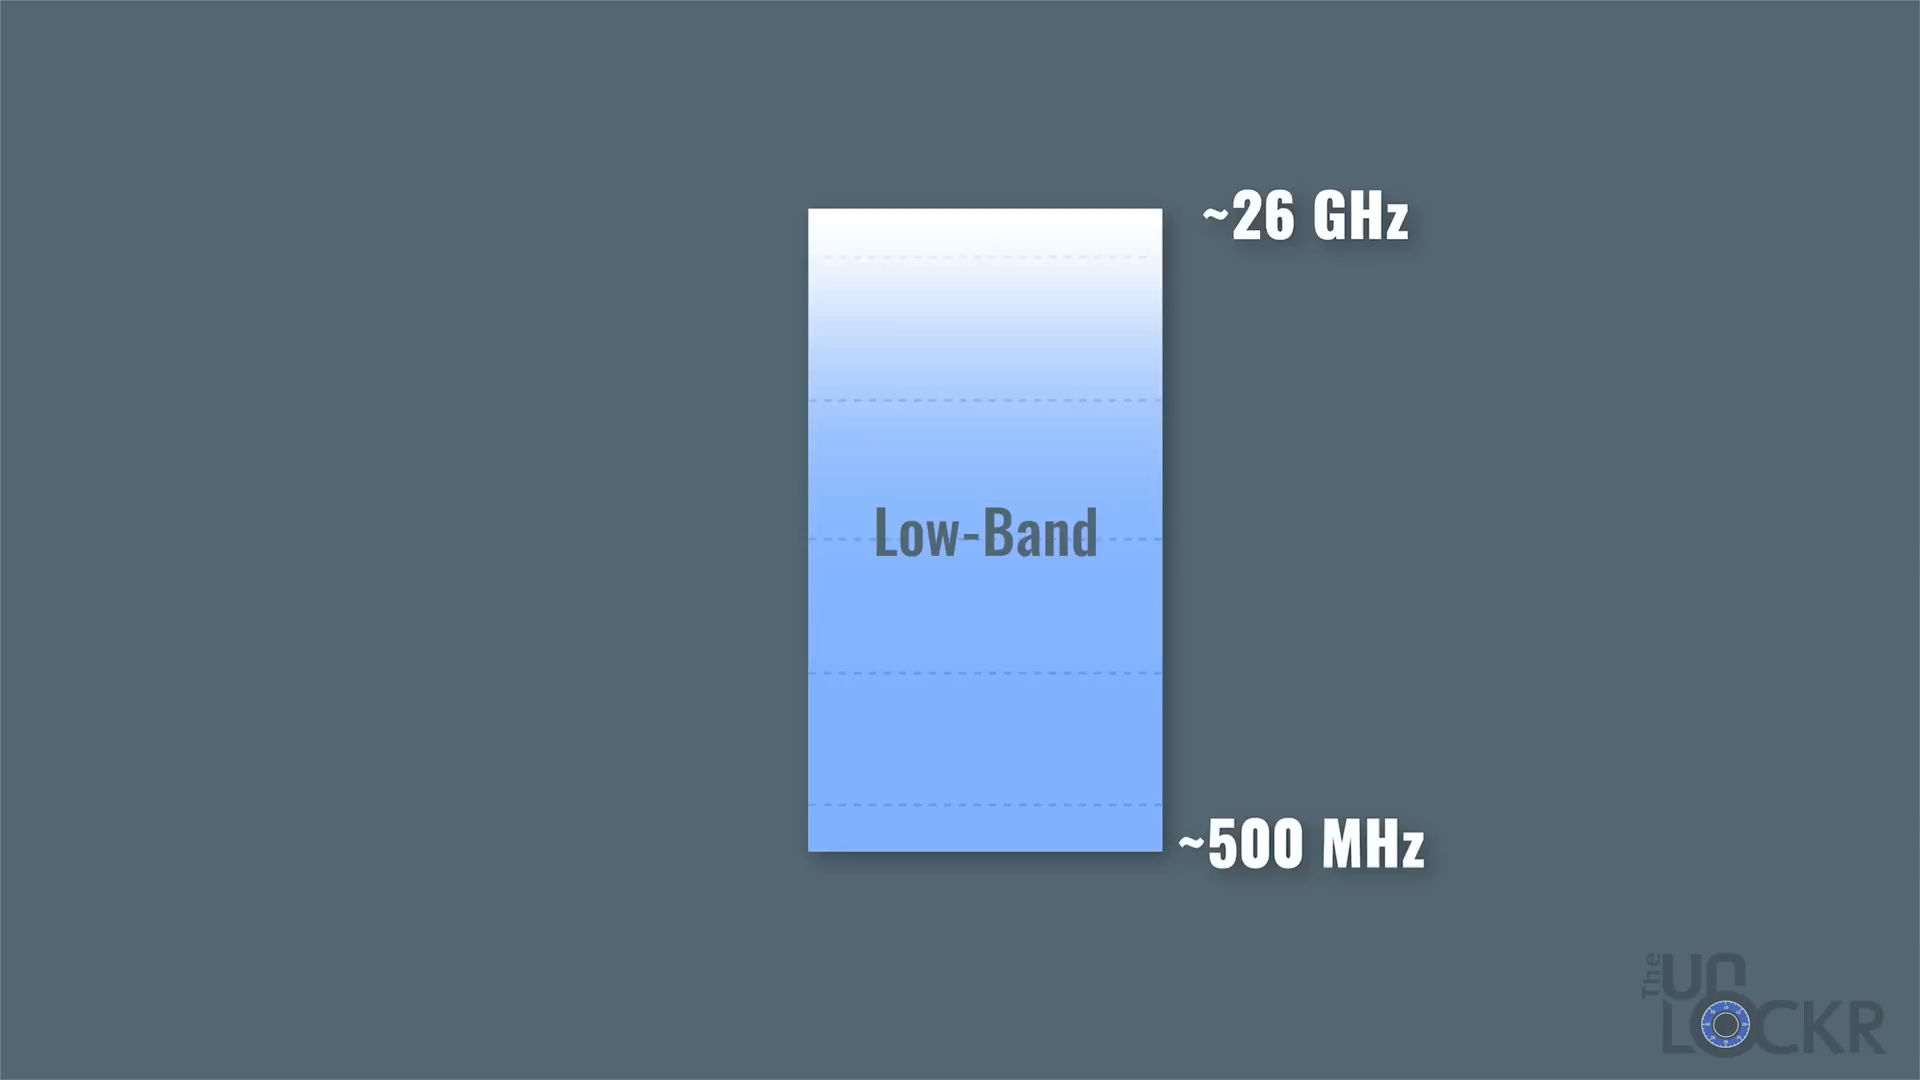 ~26 GHz
Low-Band
~500 MHz
The
UN
LOCKR